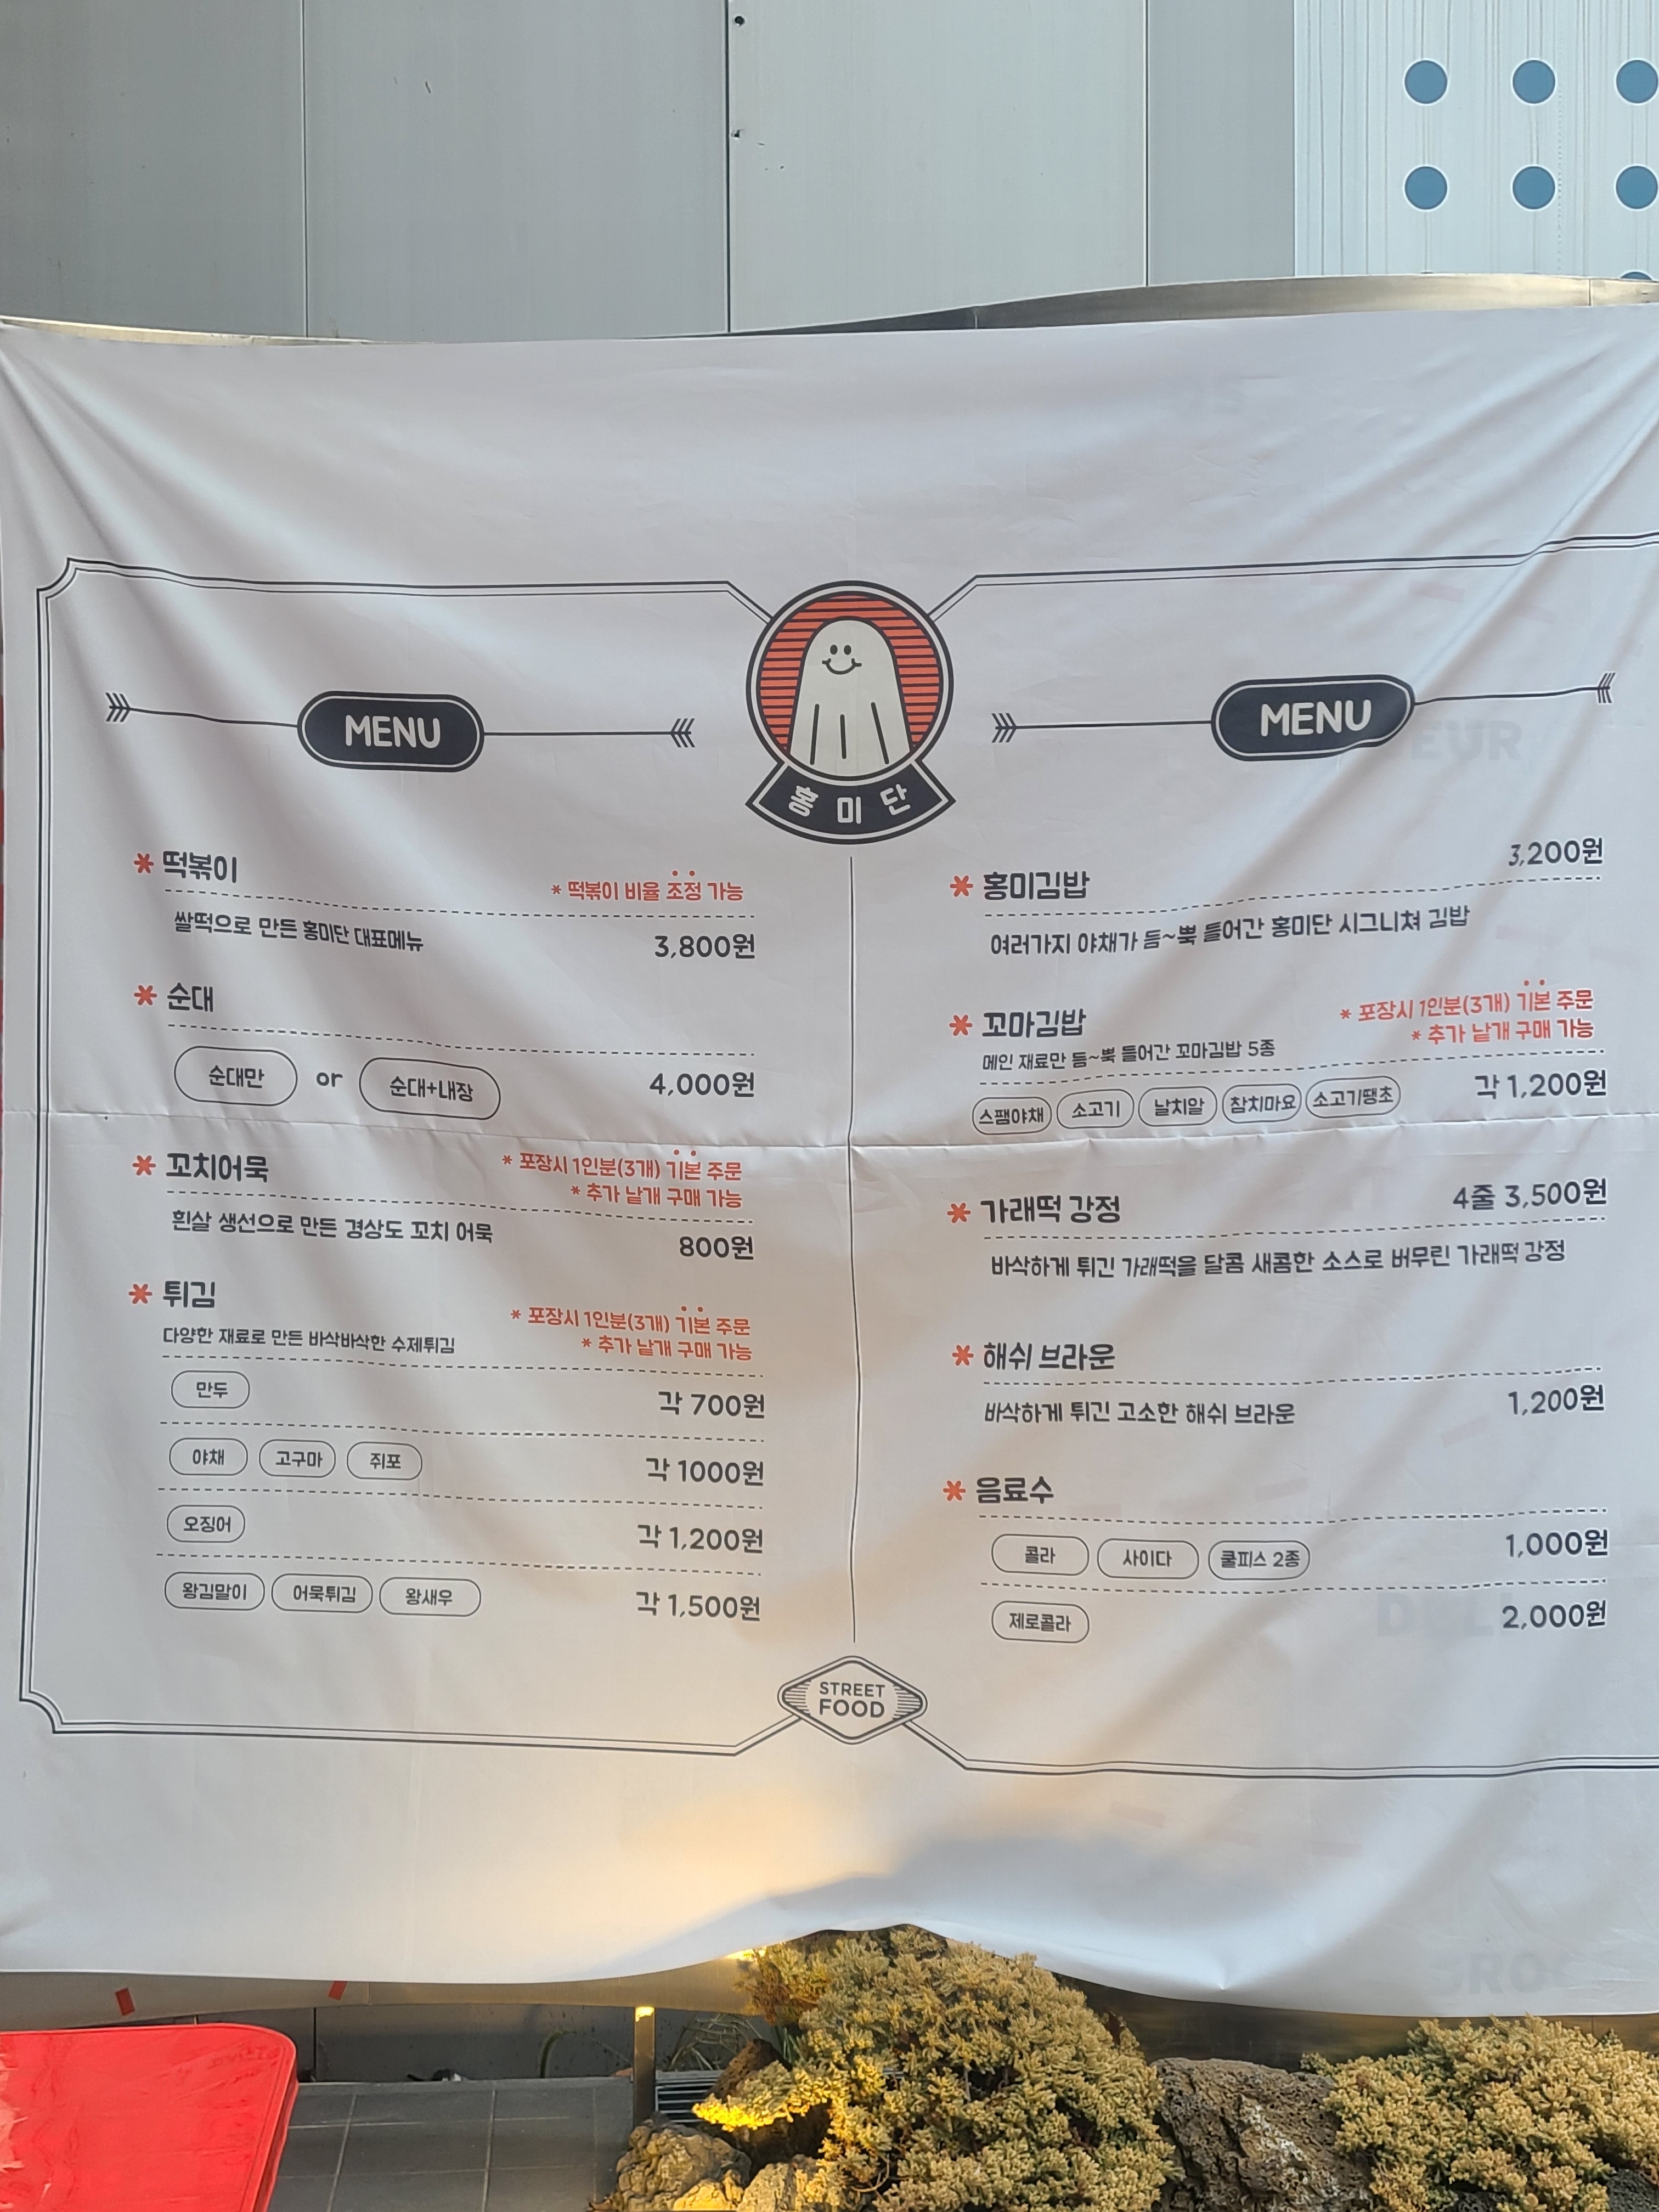 홍미단
MENU
* 떡볶이
* 떡볶이 비율 조정 가능
쌀떡으로 만든 홍미단 대표메뉴
3,800원
* 순대
순대만 or 순대+내장 4,000원
* 꼬치어묵
* 포장시 1인분(3개) 기본 주문
* 추가 낱개 구매 가능
흰살 생선으로 만든 경상도 꼬치 어묵
800원
* 튀김
* 포장시 1인분(3개) 기본 주문
다양한 재료로 만든 바삭바삭한 수제튀김
* 추가 낱개 구매 가능
만두 각 700원
야채 고구마 쥐포 각 1000원
오징어 각 1,200원
왕김말이 어묵튀김 왕새우 각 1,500원
MENU
* 홍미김밥 3,200원
여러가지 야채가 듬~뿍 들어간 홍미단 시그니쳐 김밥
* 꼬마김밥
* 포장시 1인분(3개) 기본 주문
* 추가 낱개 구매 가능
메인 재료만 듬~뿍 들어간 꼬마김밥 5종
스팸야채 소고기 날치알 참치마요 소고기땡초 각 1,200원
* 가래떡 강정 4줄 3,500원
바삭하게 튀긴 가래떡을 달콤 새콤한 소스로 버무린 가래떡 강정
* 해쉬 브라운
바삭하게 튀긴 고소한 해쉬 브라운 1,200원
* 음료수
콜라 사이다 쿨피스 2종 1,000원
제로콜라 2,000원
STREET
FOOD